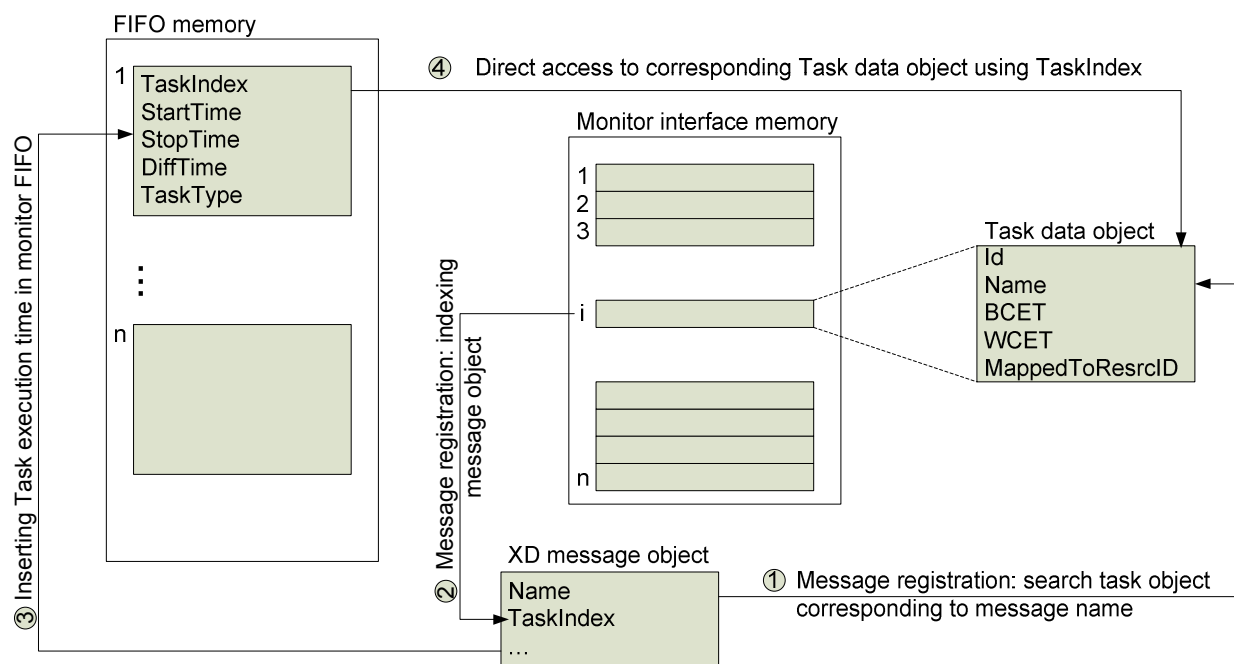 FIFO memory
1
TaskIndex
StartTime
StopTime
DiffTime
TaskType
⋮
n
④ Direct access to corresponding Task data object using TaskIndex
Monitor interface memory
1
2
3
i
n
Task data object
Id
Name
BCET
WCET
MappedToResrcID
③ Inserting Task execution time in monitor FIFO
② Message registration: indexing
message object
XD message object
Name
TaskIndex
...
① Message registration: search task object
corresponding to message name